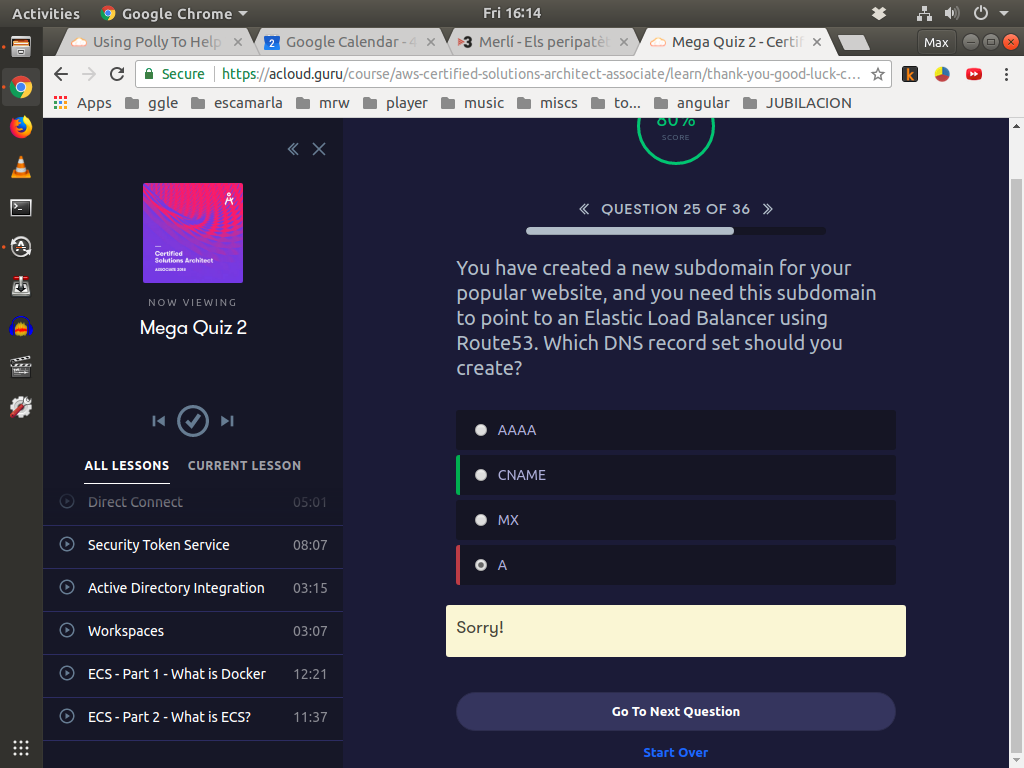 Activities
Google Chrome
Fri 16:14
Using Polly To Help
Google Calendar - 4
Merlí - Els peripatèt
Mega Quiz 2 - Certif
Max
Secure
https://acloud.guru/course/aws-certified-solutions-architect-associate/learn/thank-you-good-luck-c...
Apps
ggle
escamarla
mrw
player
music
miscs
to...
angular
JUBILACION
80%
SCORE
Certified
Solutions Architect
ASSOCIATE 2018
NOW VIEWING
Mega Quiz 2
ALL LESSONS
CURRENT LESSON
Direct Connect 05:01
Security Token Service 08:07
Active Directory Integration 03:15
Workspaces 03:07
ECS - Part 1 - What is Docker 12:21
ECS - Part 2 - What is ECS? 11:37
QUESTION 25 OF 36
You have created a new subdomain for your
popular website, and you need this subdomain
to point to an Elastic Load Balancer using
Route53. Which DNS record set should you
create?
AAAA
CNAME
MX
A
Sorry!
Go To Next Question
Start Over